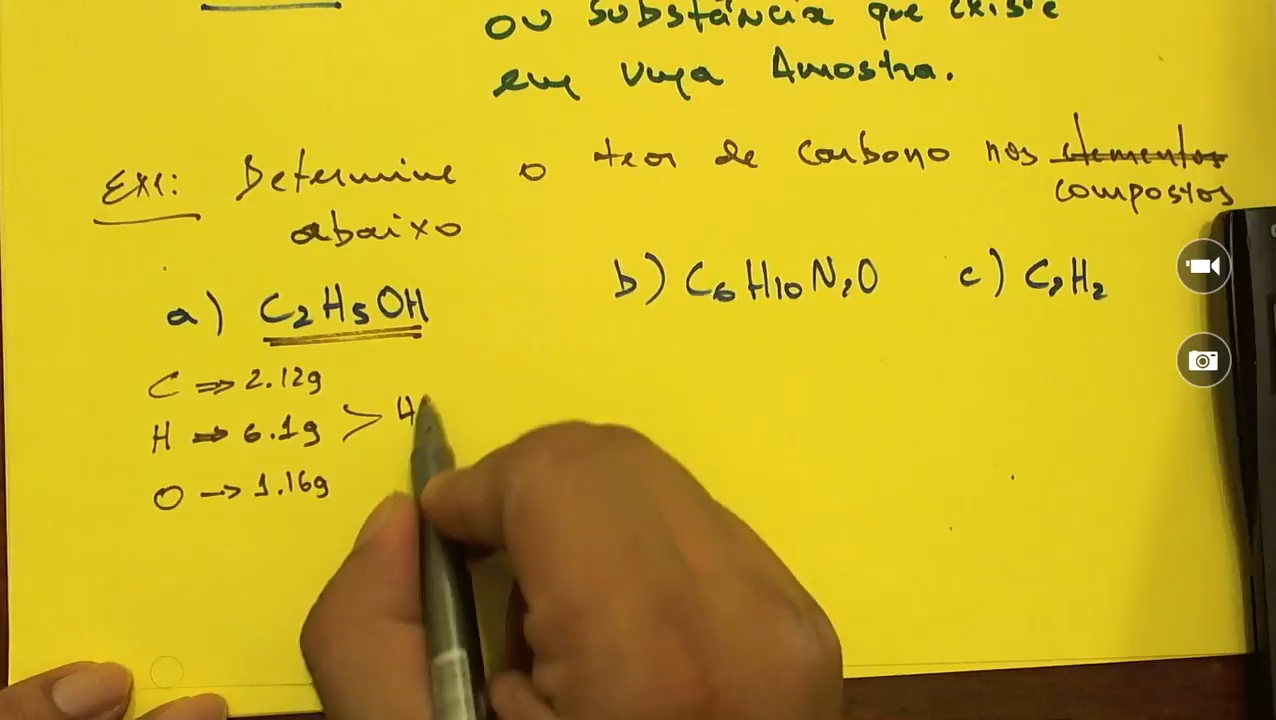 ou substância que existe
em uma Amostra.
Ex1: Determine o teor de carbono nos elementos
compostos
abaixo
a) C2H5OH
b) C6H10N2O
c) C2H2
C ⇒ 2.12g
H ⇒ 6.1g > 4
O → 1.16g